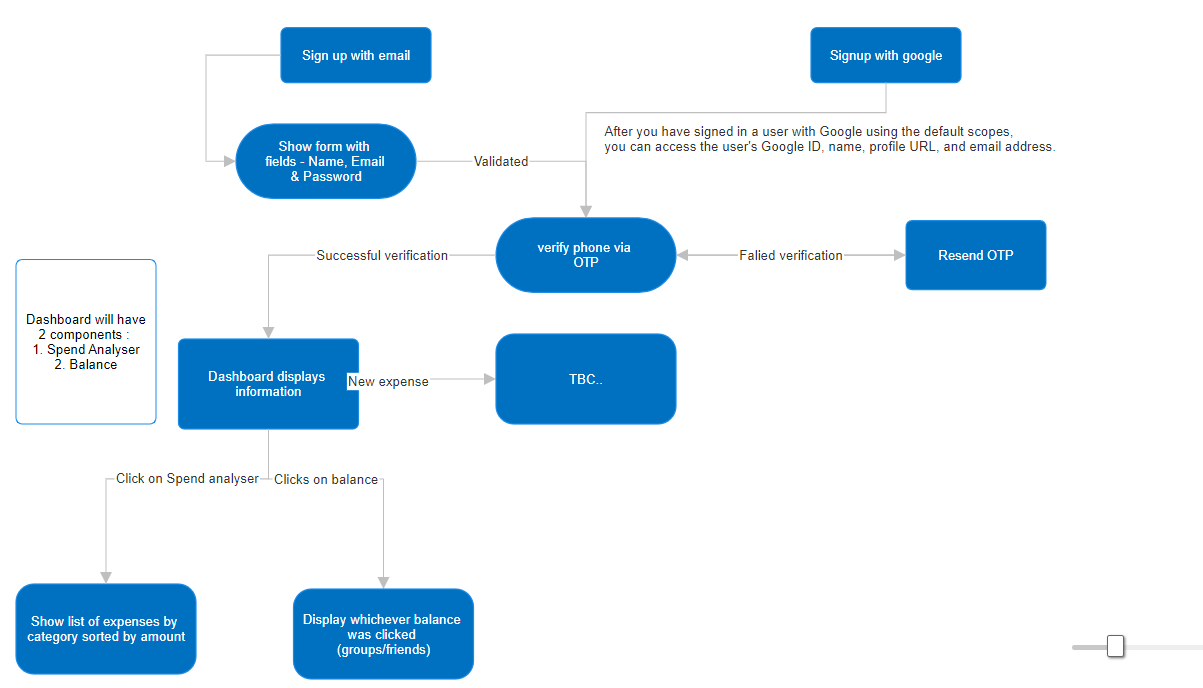 Sign up with email
Signup with google
After you have signed in a user with Google using the default scopes,
you can access the user's Google ID, name, profile URL, and email address.
Show form with
fields - Name, Email
& Password
Validated
verify phone via
OTP
Successful verification
Falied verification
Resend OTP
Dashboard will have
2 components :
1. Spend Analyser
2. Balance
Dashboard displays
information
New expense
TBC..
Click on Spend analyser
Clicks on balance
Show list of expenses by
category sorted by amount
Display whichever balance
was clicked
(groups/friends)